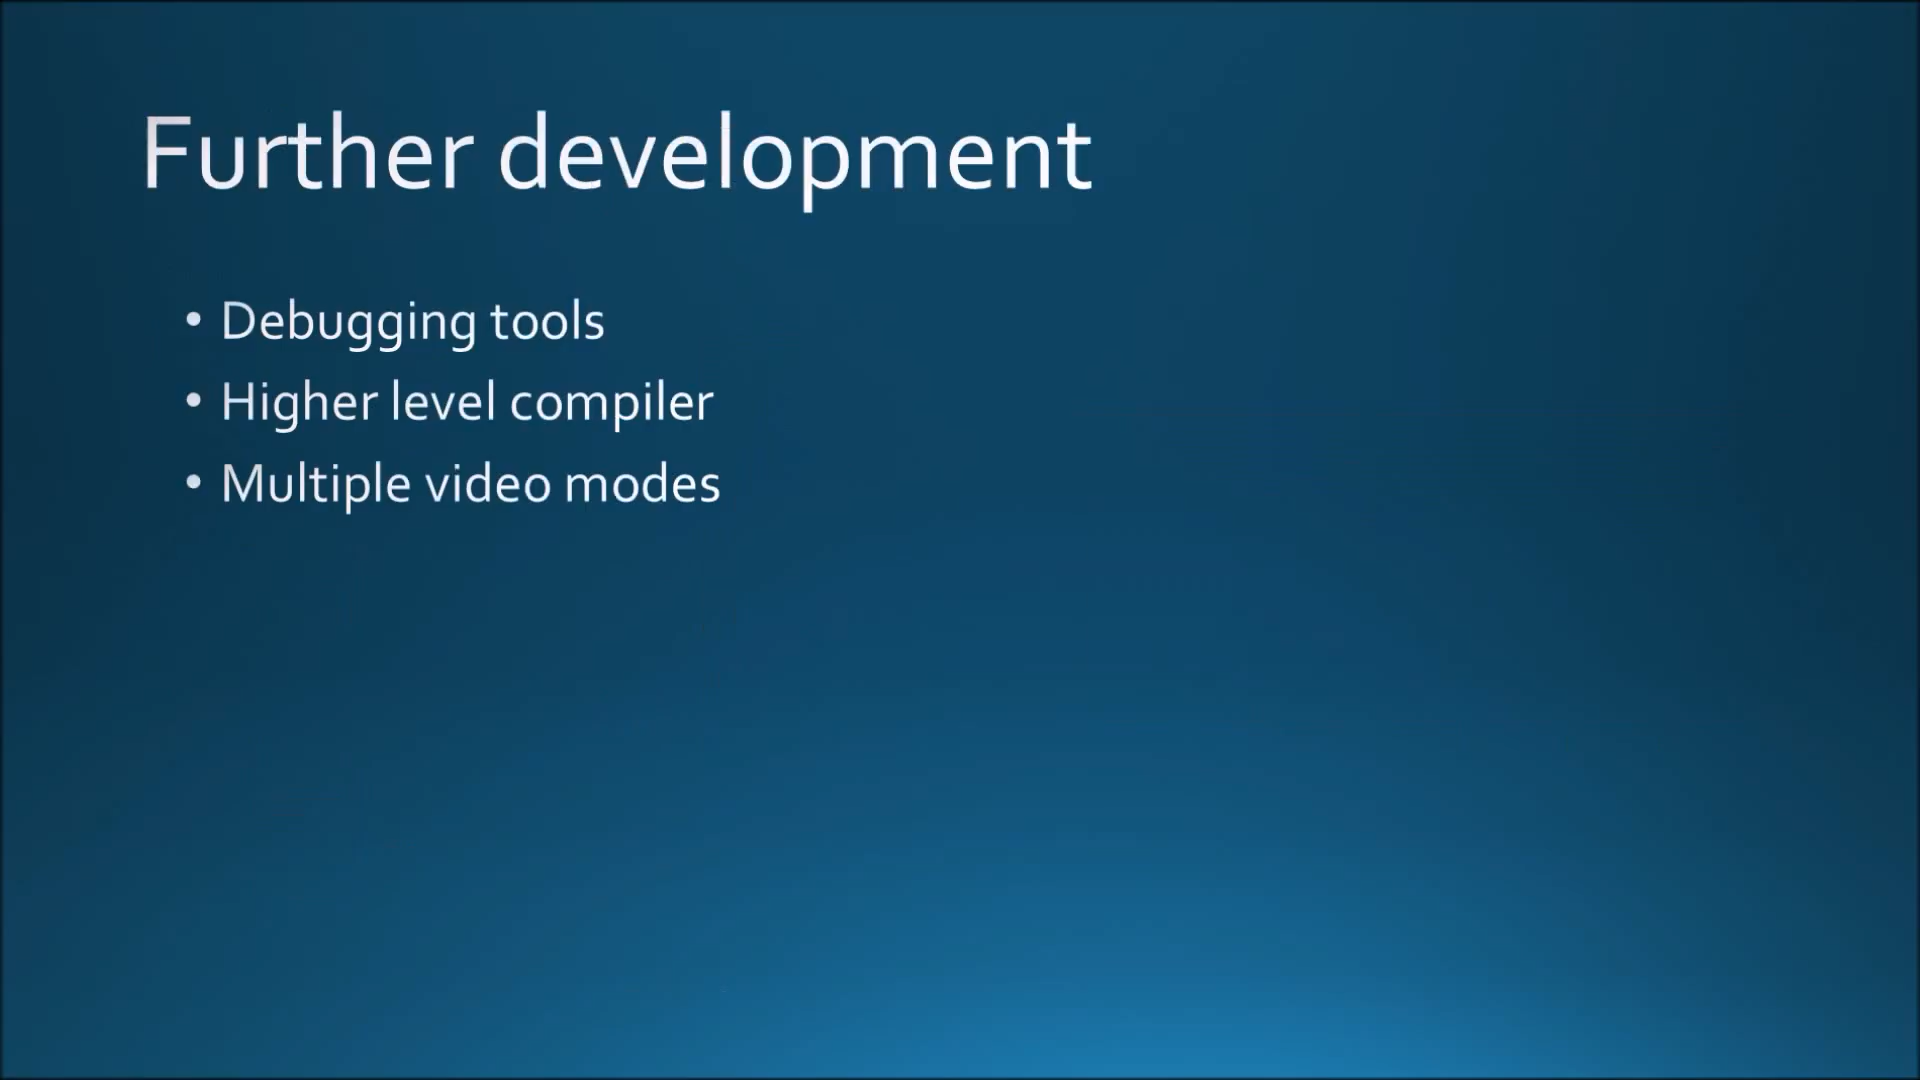 Further development
• Debugging tools
• Higher level compiler
• Multiple video modes